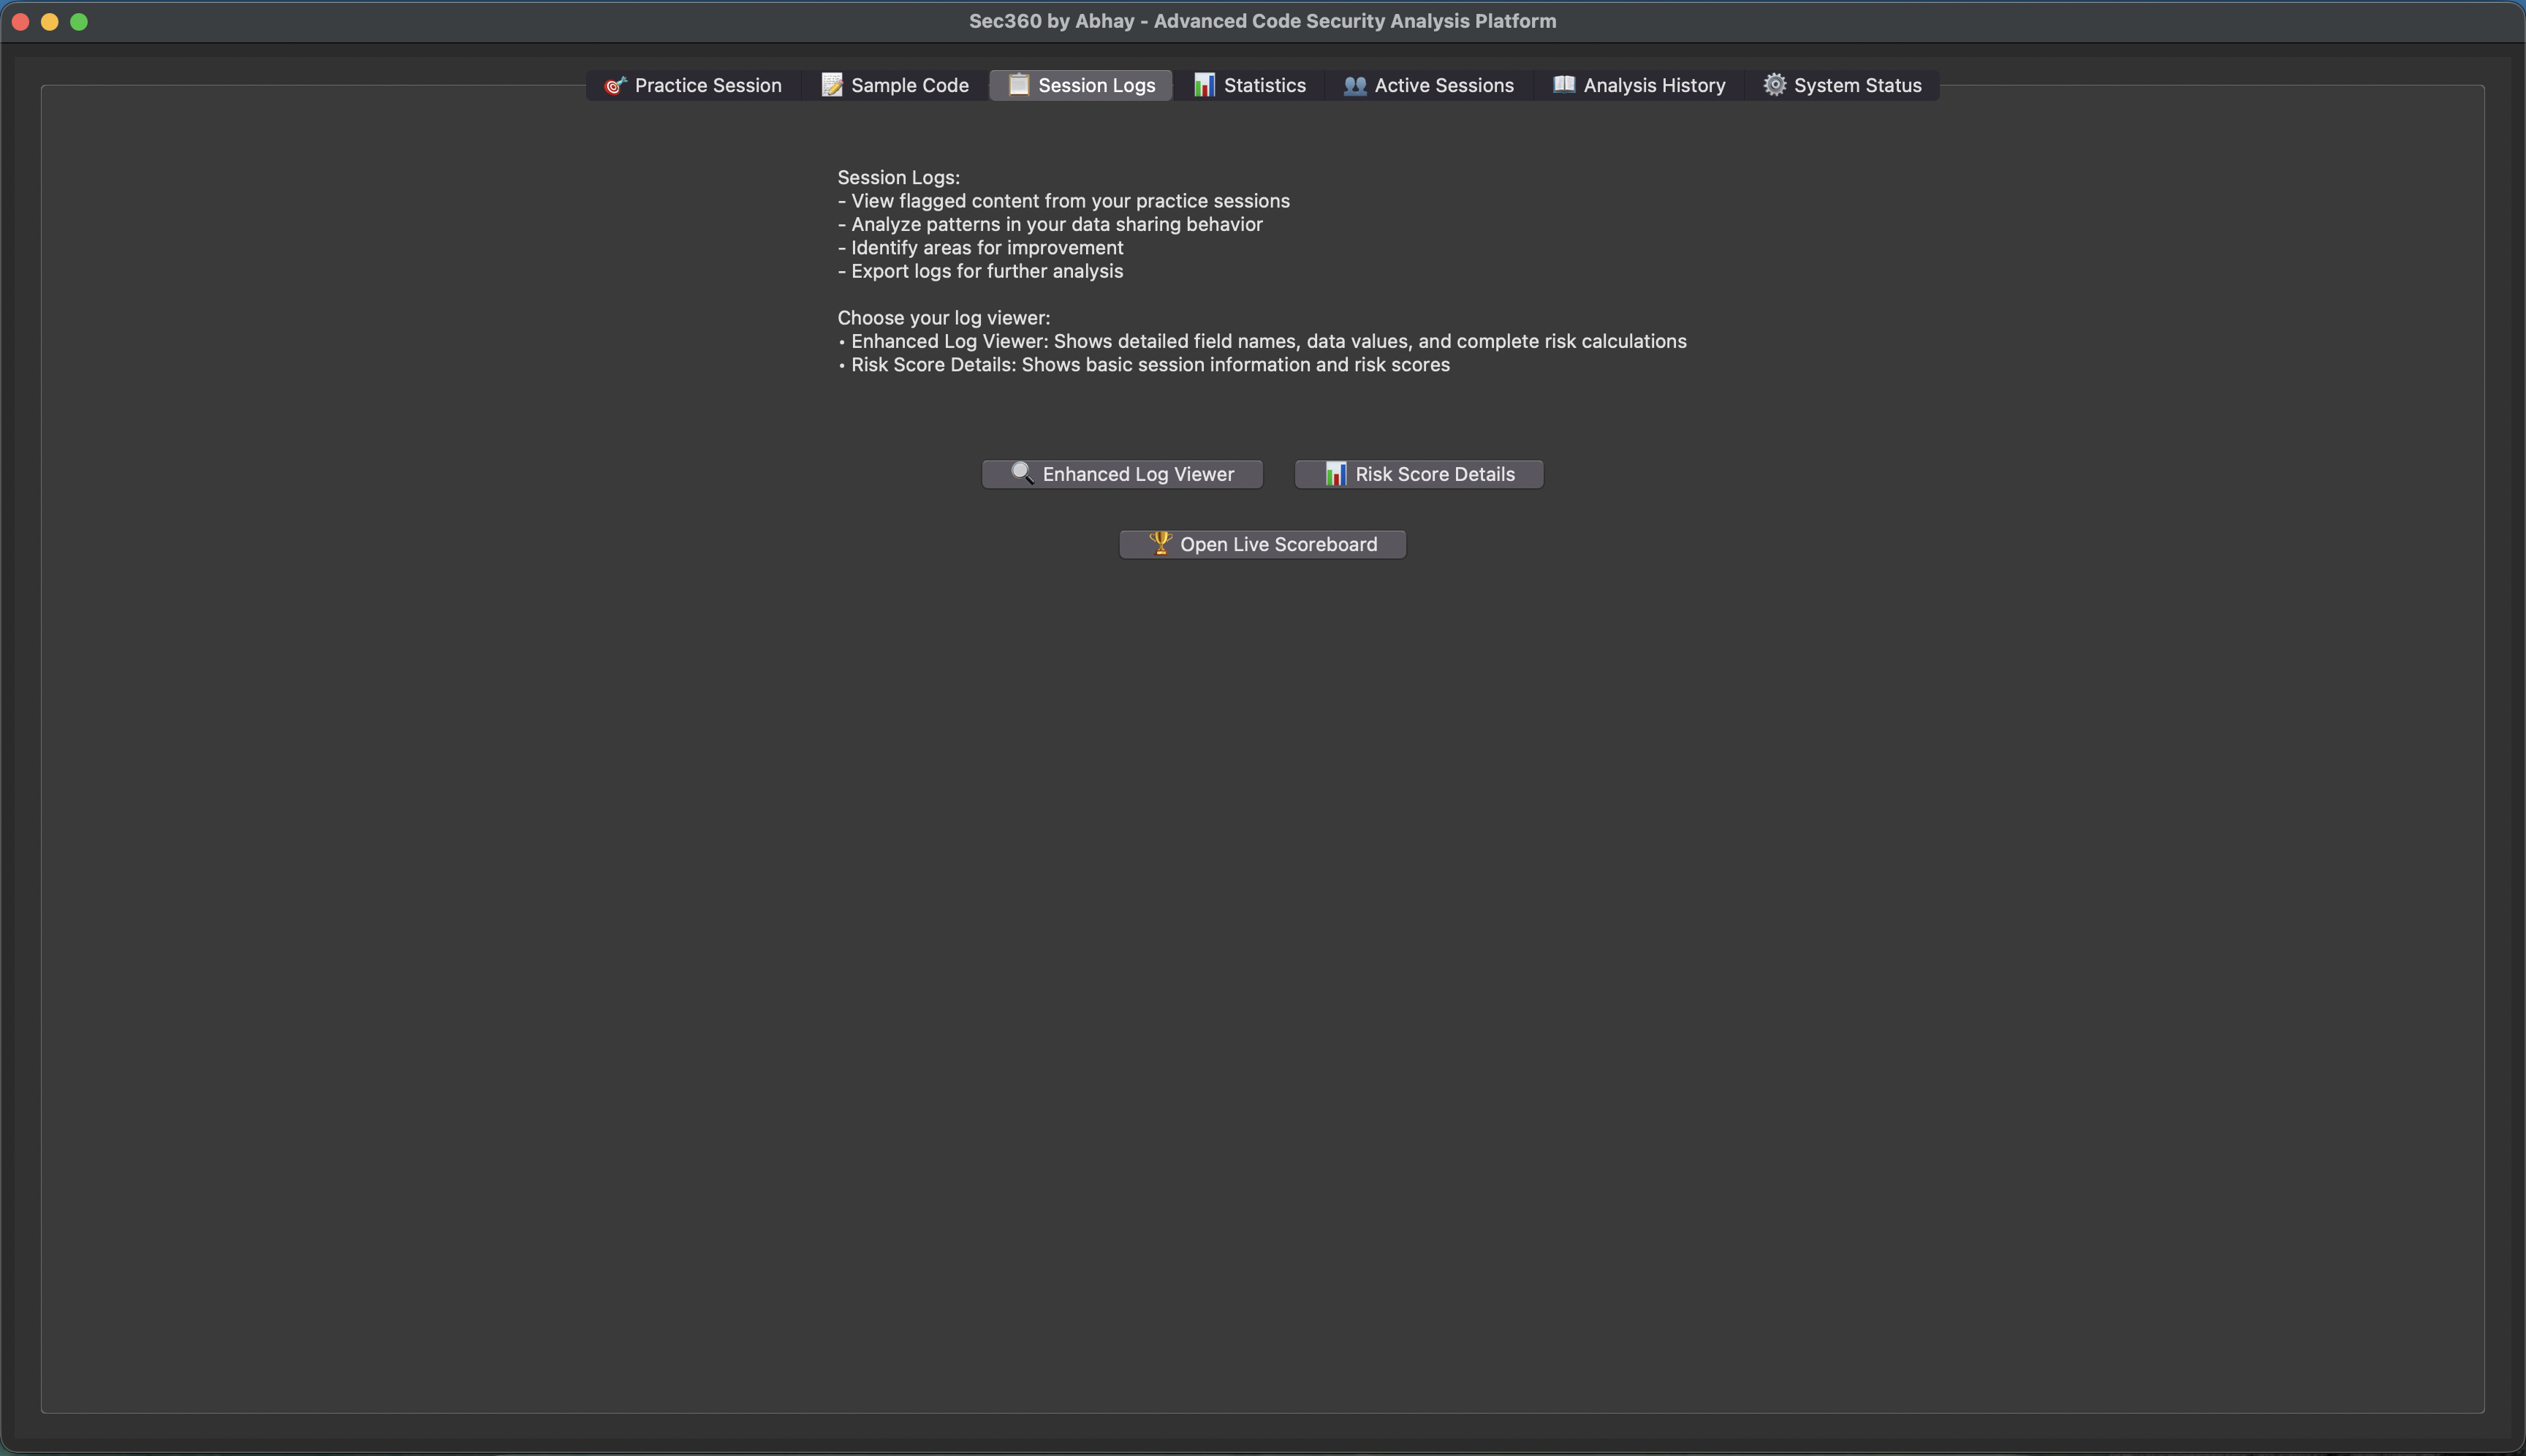 Sec360 by Abhay - Advanced Code Security Analysis Platform
Practice Session
Sample Code
Session Logs
Statistics
Active Sessions
Analysis History
System Status
Session Logs:
- View flagged content from your practice sessions
- Analyze patterns in your data sharing behavior
- Identify areas for improvement
- Export logs for further analysis
Choose your log viewer:
• Enhanced Log Viewer: Shows detailed field names, data values, and complete risk calculations
• Risk Score Details: Shows basic session information and risk scores
Enhanced Log Viewer
Risk Score Details
Open Live Scoreboard